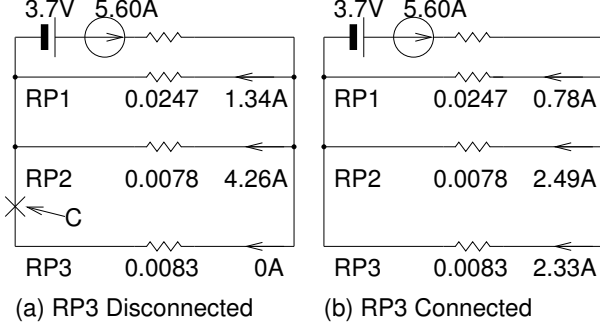 3.7V 5.60A 3.7V 5.60A
RP1 0.0247 1.34A RP1 0.0247 0.78A
RP2 0.0078 4.26A RP2 0.0078 2.49A
C
RP3 0.0083 0A RP3 0.0083 2.33A
(a) RP3 Disconnected (b) RP3 Connected